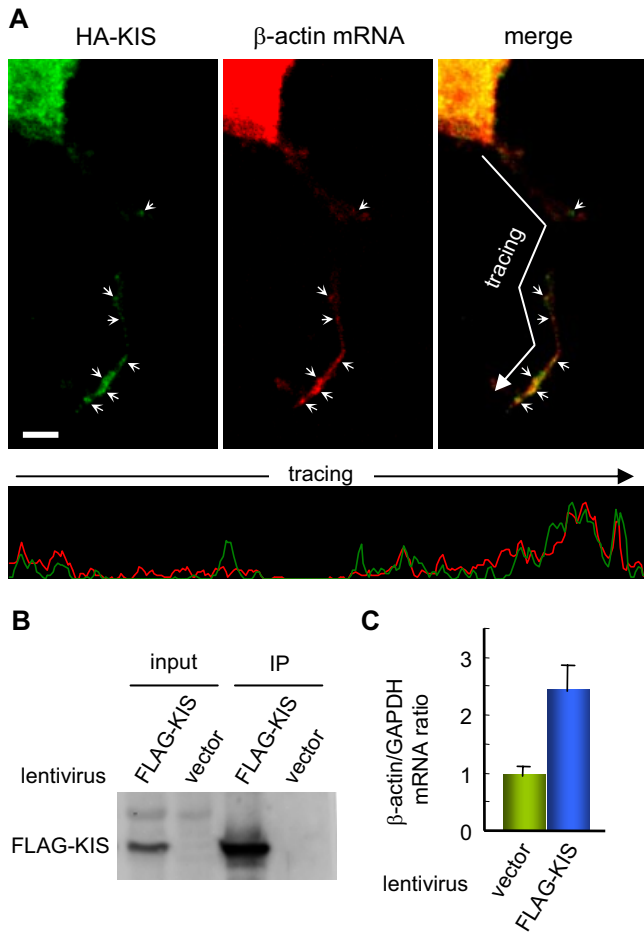 A
HA-KIS
β-actin mRNA
merge
tracing
tracing
B
input
IP
lentivirus
FLAG-KIS
vector
FLAG-KIS
vector
FLAG-KIS
C
β-actin/GAPDH
mRNA ratio
3
2
1
0
lentivirus
vector
FLAG-KIS